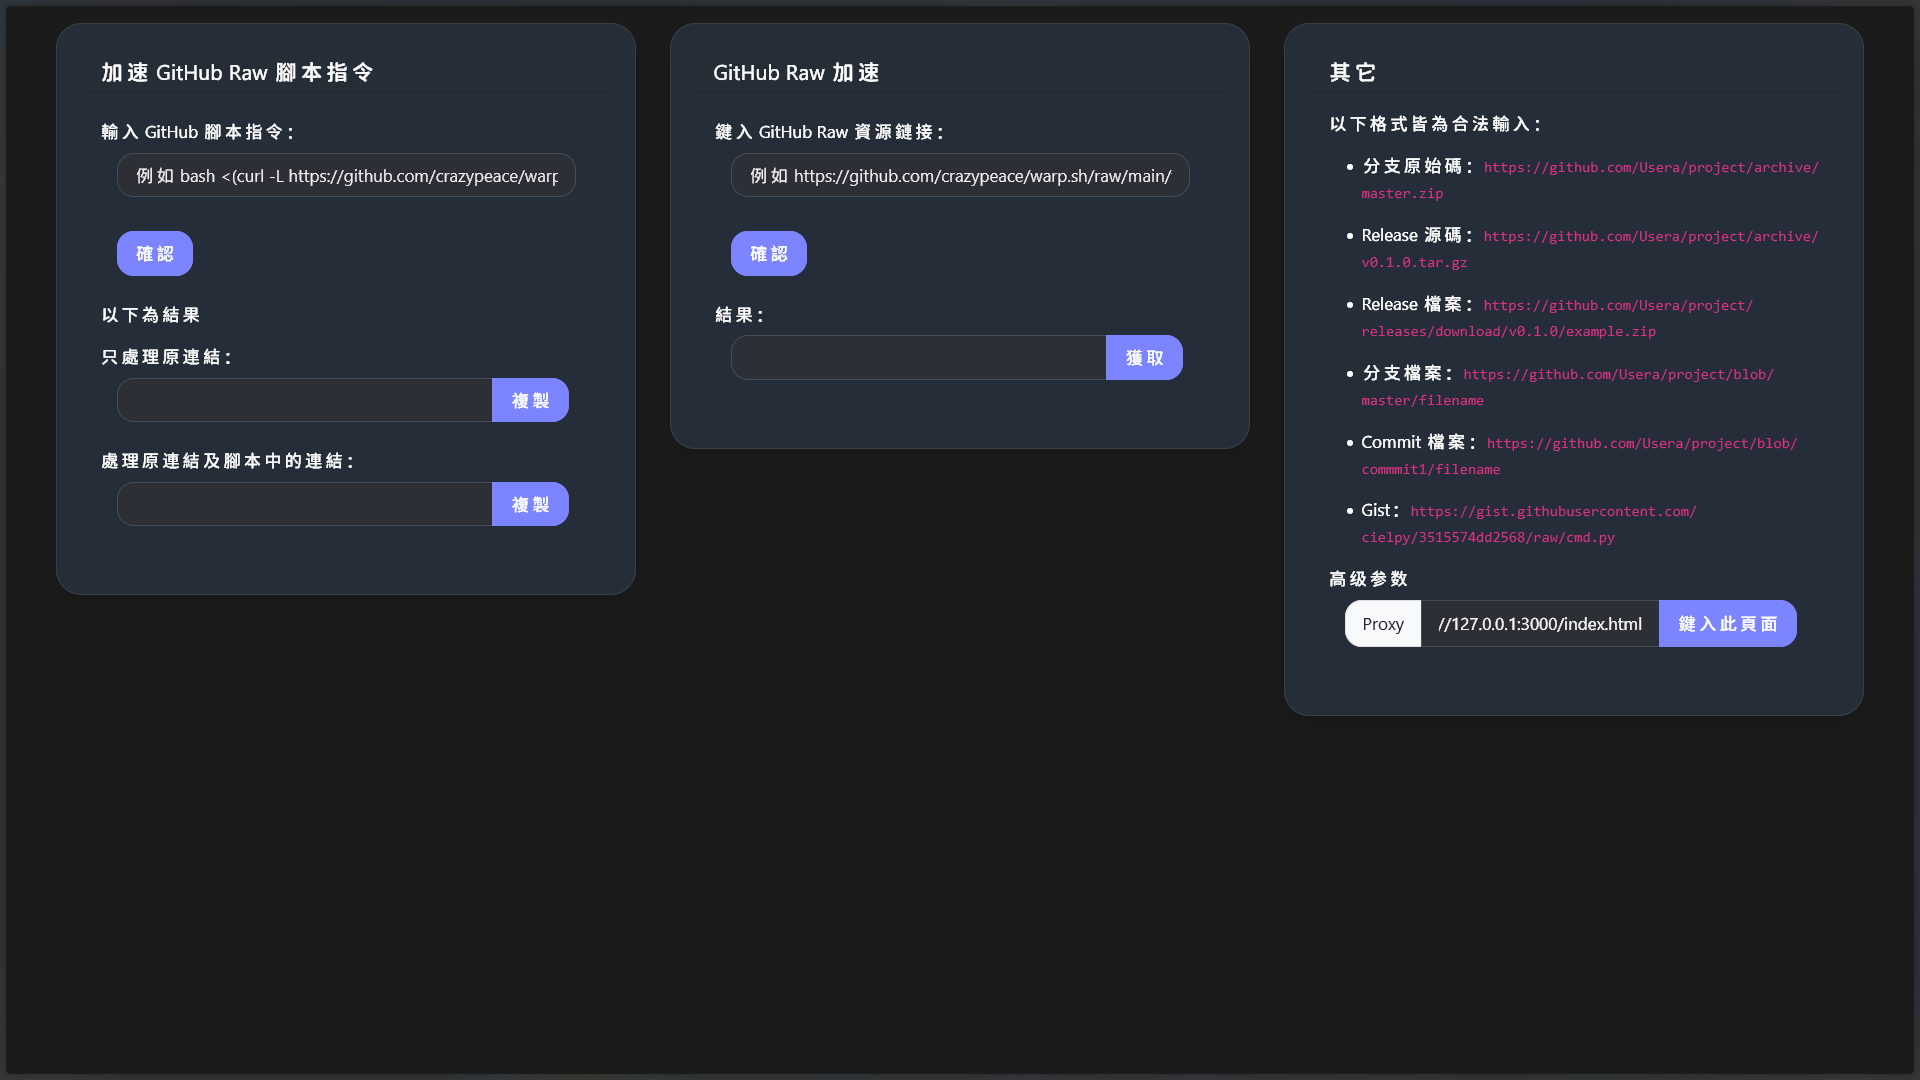 加速 GitHub Raw 腳本指令
輸入 GitHub 腳本指令：
例如 bash <(curl -L https://github.com/crazypeace/warp
確認
以下為結果
只處理原連結：
複製
處理原連結及腳本中的連結：
複製
GitHub Raw 加速
鍵入 GitHub Raw 資源鏈接：
例如 https://github.com/crazypeace/warp.sh/raw/main/
確認
結果：
獲取
其它
以下格式皆為合法輸入：
分支原始碼：https://github.com/Usera/project/archive/
master.zip
Release 源碼：https://github.com/Usera/project/archive/
v0.1.0.tar.gz
Release 檔案：https://github.com/Usera/project/
releases/download/v0.1.0/example.zip
分支檔案：https://github.com/Usera/project/blob/
master/filename
Commit 檔案：https://github.com/Usera/project/blob/
commmit1/filename
Gist：https://gist.githubusercontent.com/
cielpy/3515574dd2568/raw/cmd.py
高级参数
Proxy //127.0.0.1:3000/index.html 鍵入此頁面